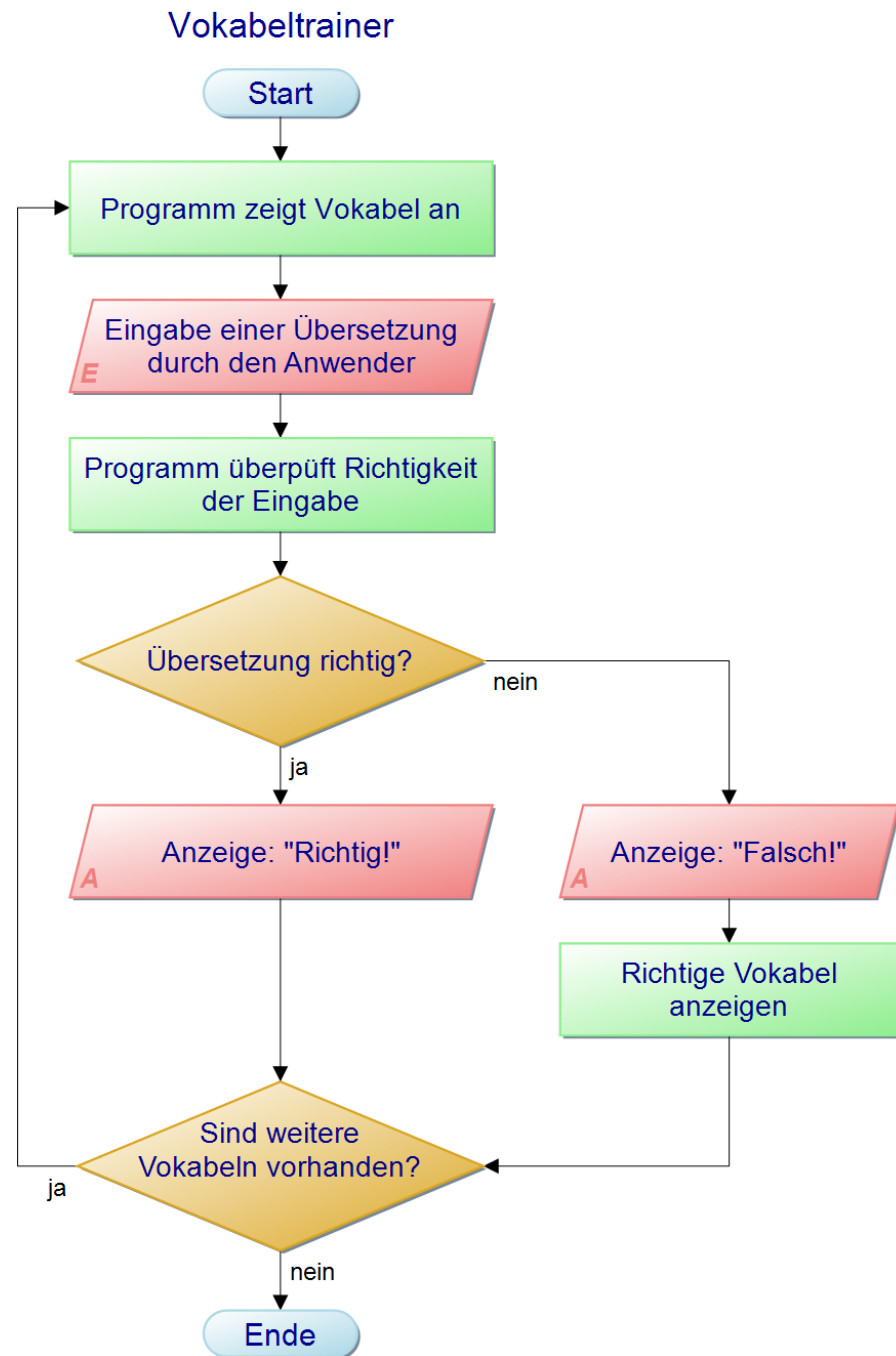 Vokabeltrainer
Start
Programm zeigt Vokabel an
Eingabe einer Übersetzung
durch den Anwender
E
Programm überpüft Richtigkeit
der Eingabe
Übersetzung richtig?
nein
ja
Anzeige: "Richtig!"
A
Anzeige: "Falsch!"
A
Richtige Vokabel
anzeigen
Sind weitere
Vokabeln vorhanden?
ja
nein
Ende